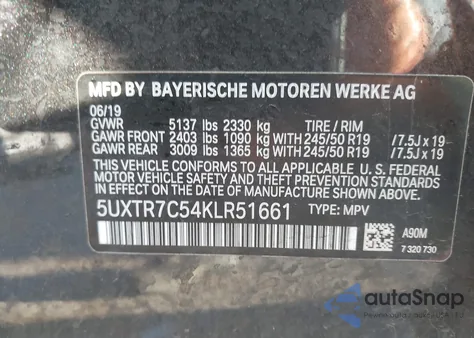 MFD BY BAYERISCHE MOTOREN WERKE AG
06/19
GVWR 5137 lbs 2330 kg TIRE / RIM
GAWR FRONT 2403 lbs 1090 kg WITH 245/50 R19 / 7.5J x 19
GAWR REAR 3009 lbs 1365 kg WITH 245/50 R19 / 7.5J x 19
THIS VEHICLE CONFORMS TO ALL APPLICABLE U.S. FEDERAL
MOTOR VEHICLE SAFETY AND THEFT PREVENTION STANDARDS
IN EFFECT ON THE DATE OF MANUFACTURE SHOWN ABOVE.
5UXTR7C54KLR51661 TYPE: MPV
A90M
7 320 730
autoSnap